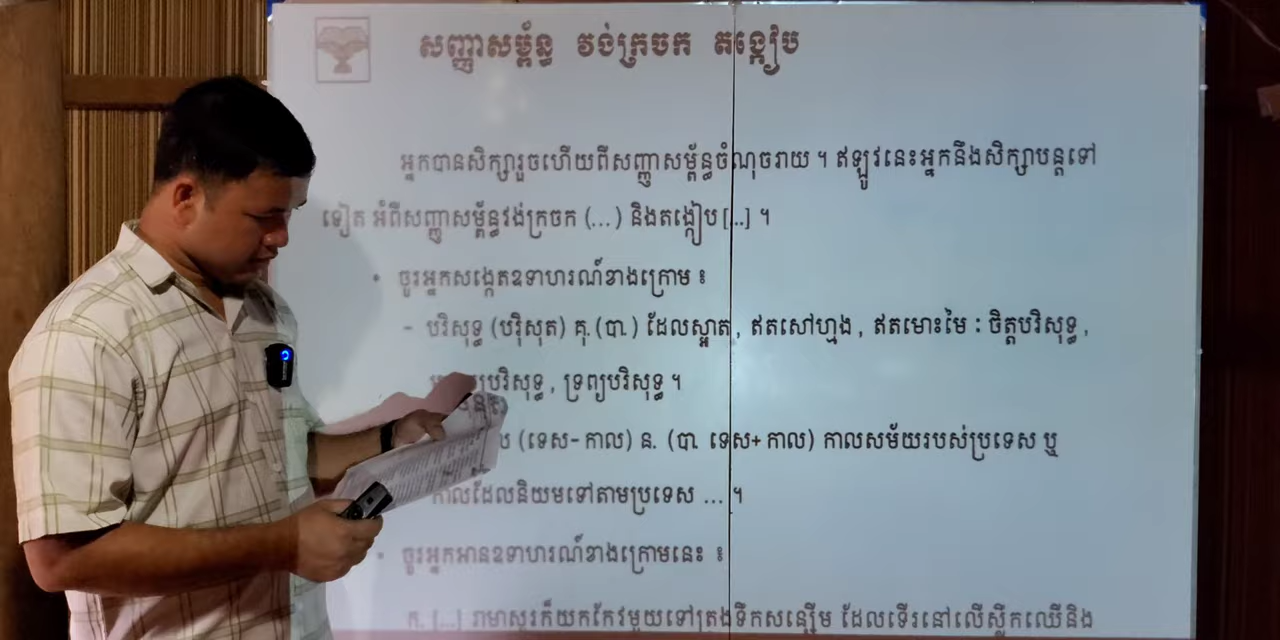 សញ្ញាសម្ព័ន្ធ វង់ក្រចក តង្កៀប
អ្នកបានសិក្សារួចហើយពីសញ្ញាសម្ព័ន្ធចំណុចរាយ ។ ឥឡូវនេះអ្នកនឹងសិក្សាបន្តទៅ
ទៀត អំពីសញ្ញាសម្ព័ន្ធវង់ក្រចក (...) និងតង្កៀប [...] ។
• ចូរអ្នកសង្កេតឧទាហរណ៍ខាងក្រោម ៖
- បរិសុទ្ធ (បរ៉ិសុត) គុ. (បា.) ដែលស្អាត , ឥតសៅហ្មង , ឥតមោះមៃ : ចិត្តបរិសុទ្ធ ,
បរិសុទ្ធ , ទ្រព្យបរិសុទ្ធ ។
(ទេស-កាល) ន. (បា. ទេស+កាល) កាលសម័យរបស់ប្រទេស ឬ
កាលដែលនិយមទៅតាមប្រទេស ... ។
• ចូរអ្នកអានឧទាហរណ៍ខាងក្រោមនេះ ៖
ក. [...] រាមាសូរក៏យកកែវមួយទៅត្រងទឹកសន្សើម ដែលទើរនៅលើស្លឹកឈើនិង